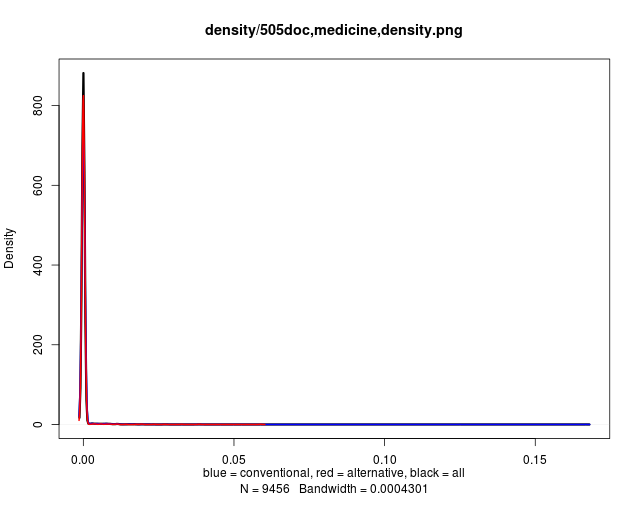 density/505doc,medicine,density.png
Density
800
600
400
200
0
0.00 0.05 0.10 0.15
blue = conventional, red = alternative, black = all
N = 9456 Bandwidth = 0.0004301